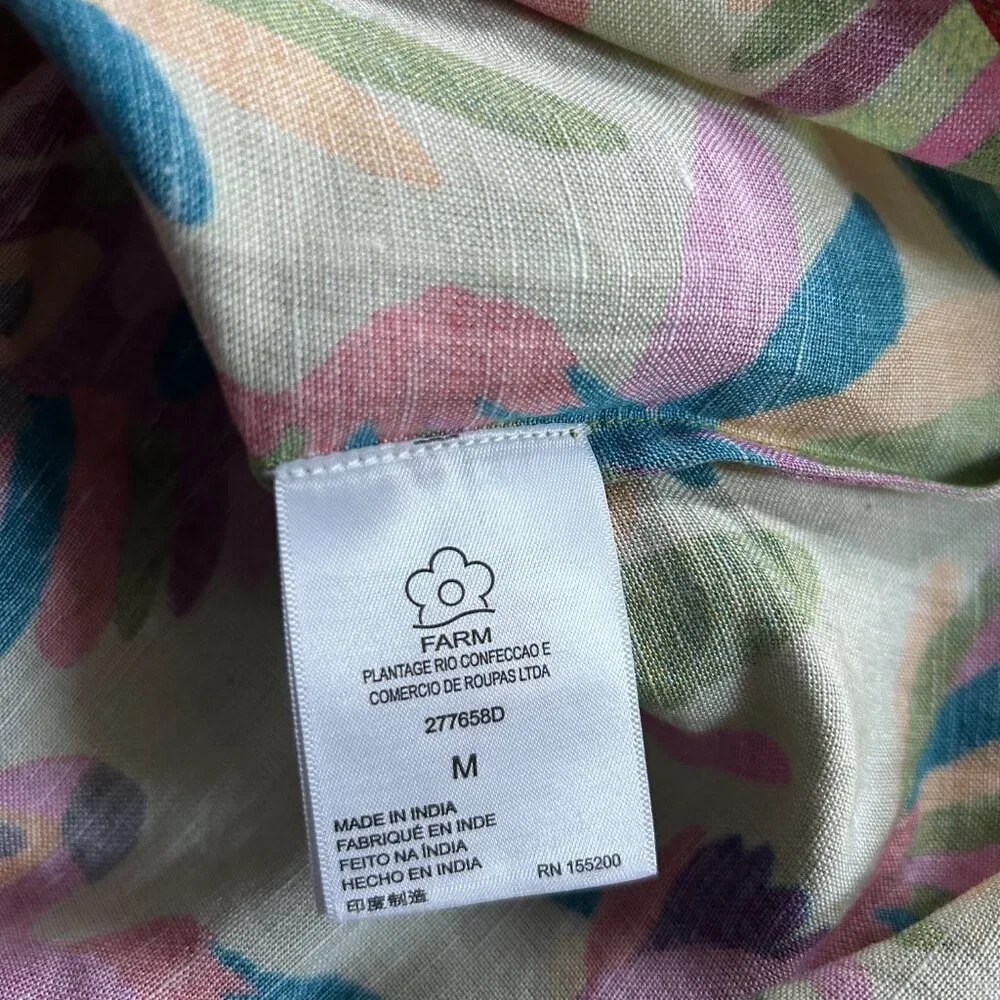 FARM
PLANTAGE RIO CONFECCAO E
COMERCIO DE ROUPAS LTDA
277658D
M
MADE IN INDIA
FABRIQUÉ EN INDE
FEITO NA ÍNDIA
HECHO EN INDIA
RN 155200
印度制造